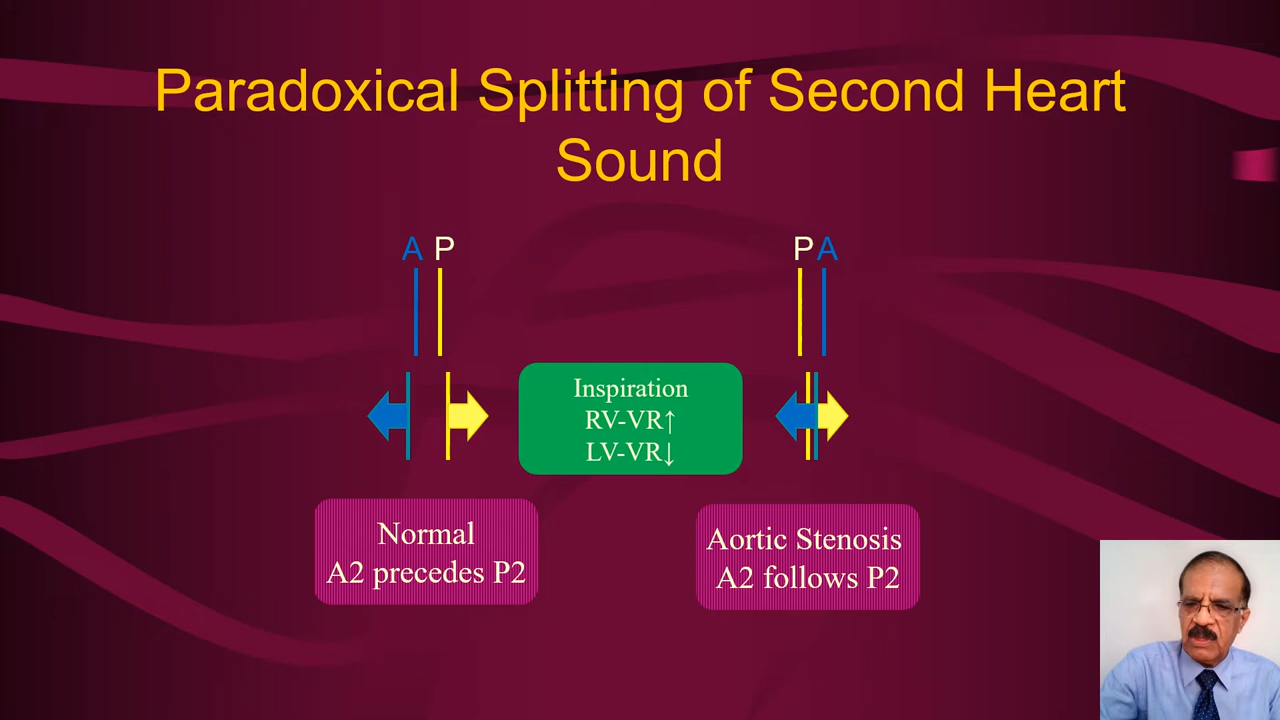 Paradoxical Splitting of Second Heart
Sound
A P
P A
Inspiration
RV-VR↑
LV-VR↓
Normal
A2 precedes P2
Aortic Stenosis
A2 follows P2